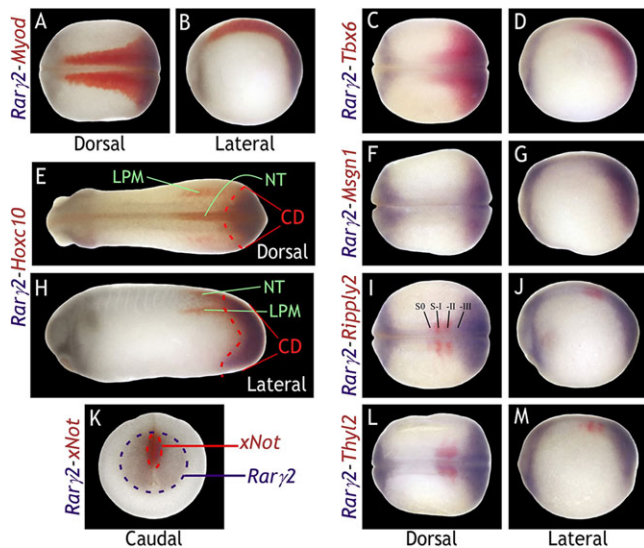 A
B
Rarγ2-Myod
Dorsal
Lateral
C
D
Rarγ2-Tbx6
E
LPM
NT
CD
Dorsal
F
G
Rarγ2-Msgn1
H
NT
LPM
CD
Lateral
Rarγ2-Hoxc10
I
J
S0 S-I -II -III
Rarγ2-Ripply2
K
xNot
Rarγ2
Rarγ2-xNot
Caudal
L
M
Rarγ2-Thyl2
Dorsal
Lateral